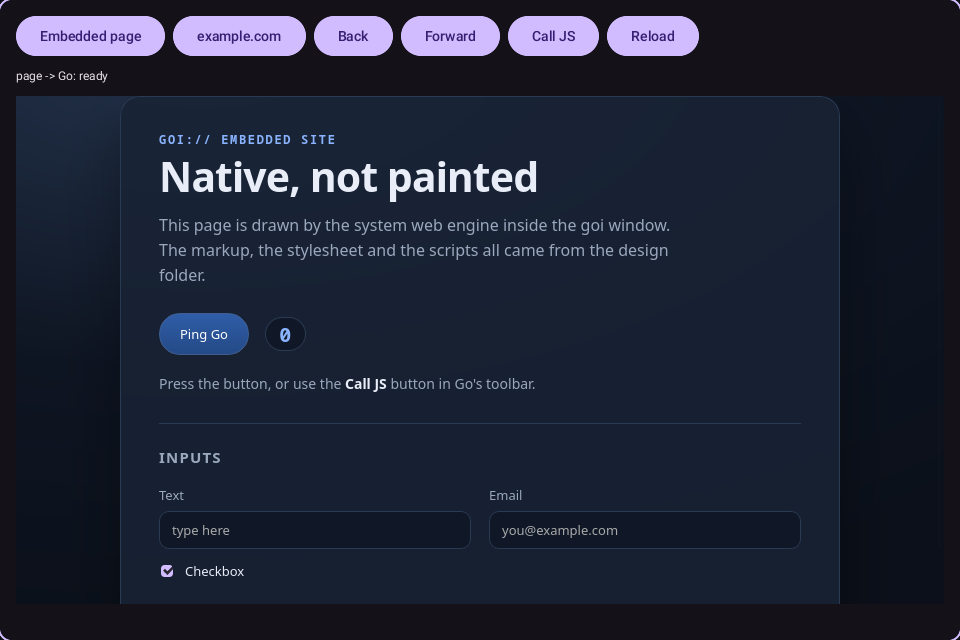 Embedded page
example.com
Back
Forward
Call JS
Reload
page -> Go: ready
GOI:// EMBEDDED SITE
Native, not painted
This page is drawn by the system web engine inside the goi window.
The markup, the stylesheet and the scripts all came from the design
folder.
Ping Go
0
Press the button, or use the Call JS button in Go's toolbar.
INPUTS
Text
Email
type here
you@example.com
Checkbox